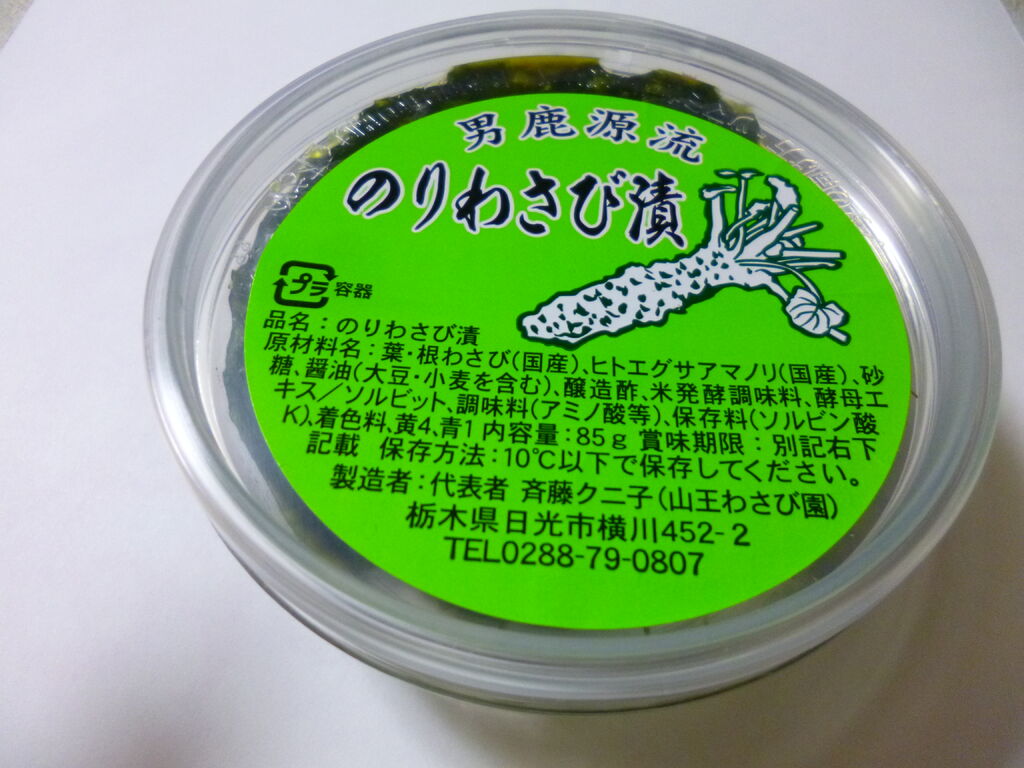 男鹿源流
のりわさび漬
プラ 容器
品名：のりわさび漬
原材料名：葉・根わさび(国産)、ヒトエグサアマノリ(国産)、砂
糖、醤油(大豆・小麦を含む)、醸造酢、米発酵調味料、酵母エ
キス／ソルビット、調味料(アミノ酸等)、保存料(ソルビン酸
K)、着色料、黄4、青1 内容量：85g 賞味期限：別記右下
記載 保存方法：10℃以下で保存してください。
製造者：代表者 斉藤クニ子(山王わさび園)
栃木県日光市横川452-2
TEL0288-79-0807